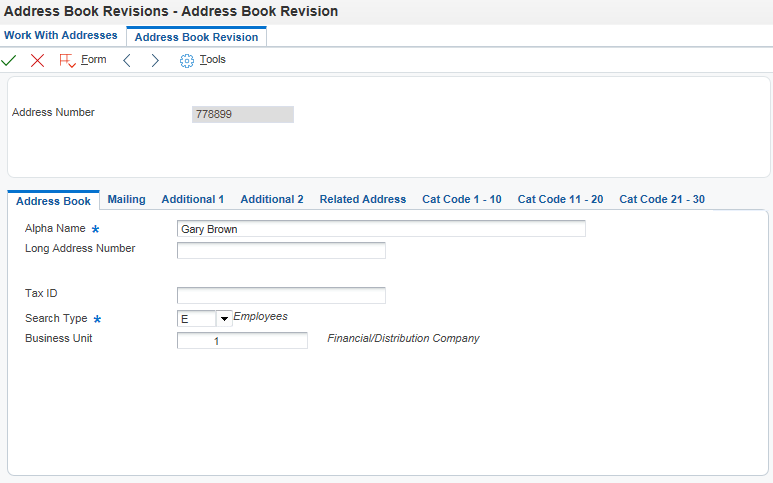 Address Book Revisions - Address Book Revision
Work With Addresses Address Book Revision
Form Tools
Address Number 778899
Address Book Mailing Additional 1 Additional 2 Related Address Cat Code 1 - 10 Cat Code 11 - 20 Cat Code 21 - 30
Alpha Name * Gary Brown
Long Address Number
Tax ID
Search Type * E Employees
Business Unit 1 Financial/Distribution Company